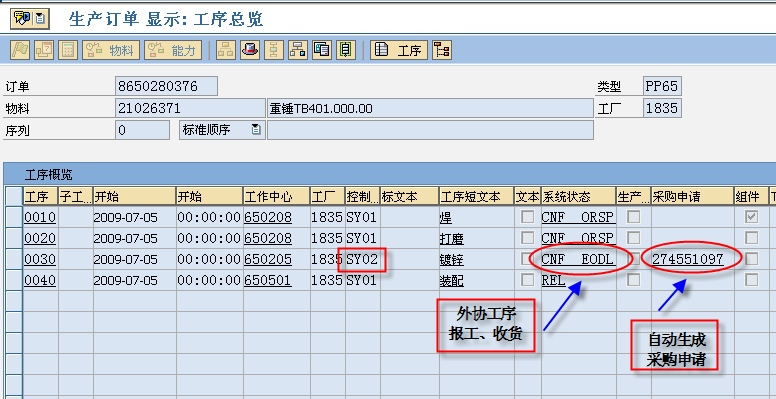 生产订单 显示: 工序总览
物料 能力 工序
订单 8650280376 类型 PP65
物料 21026371 重锤TB401.000.00 工厂 1835
序列 0 标准顺序
工序概览
工序 子工... 开始 开始 工作中心 工厂 控制... 标文本 工序短文本 文本 系统状态 生产... 采购申请 组件 T
0010 2009-07-05 00:00:00 650208 1835 SY01 焊 CNF ORSP
0020 2009-07-05 00:00:00 650208 1835 SY01 打磨 CNF ORSP
0030 2009-07-05 00:00:00 650205 1835 SY02 镀锌 CNF EODL 274551097
0040 2009-07-05 00:00:00 650501 1835 SY01 装配 REL
外协工序
报工、收货
自动生成
采购申请